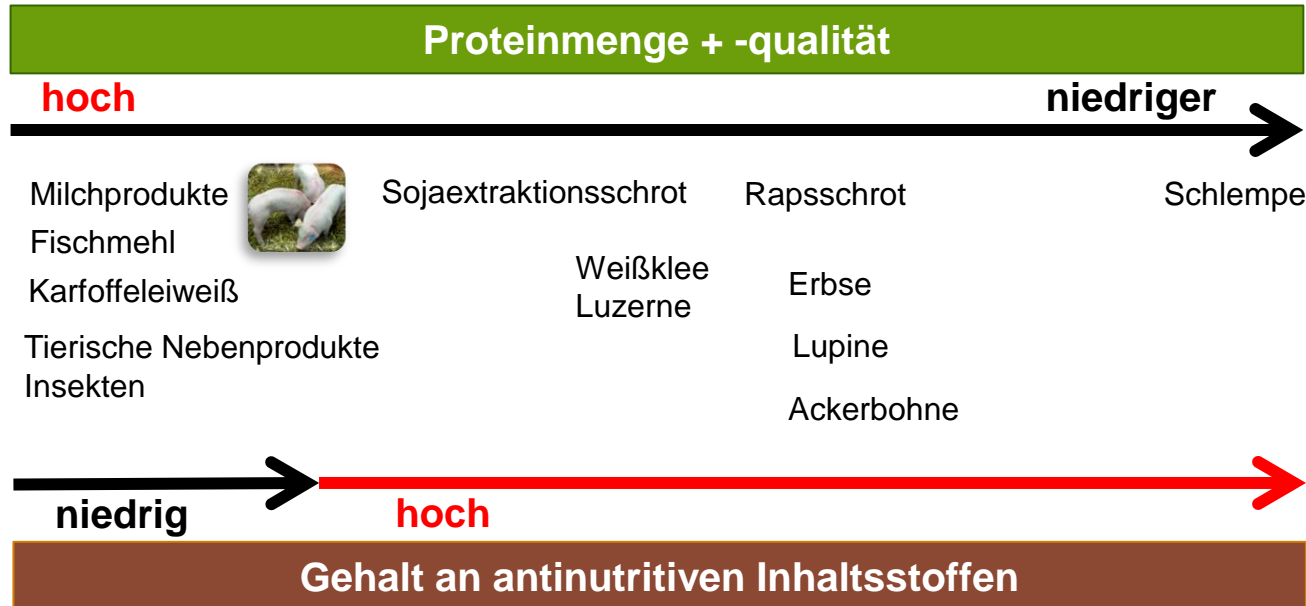 Proteinmenge + -qualität
hoch
niedriger
Milchprodukte
Fischmehl
Karfoffeleiweiß
Tierische Nebenprodukte
Insekten
Sojaextraktionsschrot
Weißklee
Luzerne
Rapsschrot
Erbse
Lupine
Ackerbohne
Schlempe
niedrig
hoch
Gehalt an antinutritiven Inhaltsstoffen